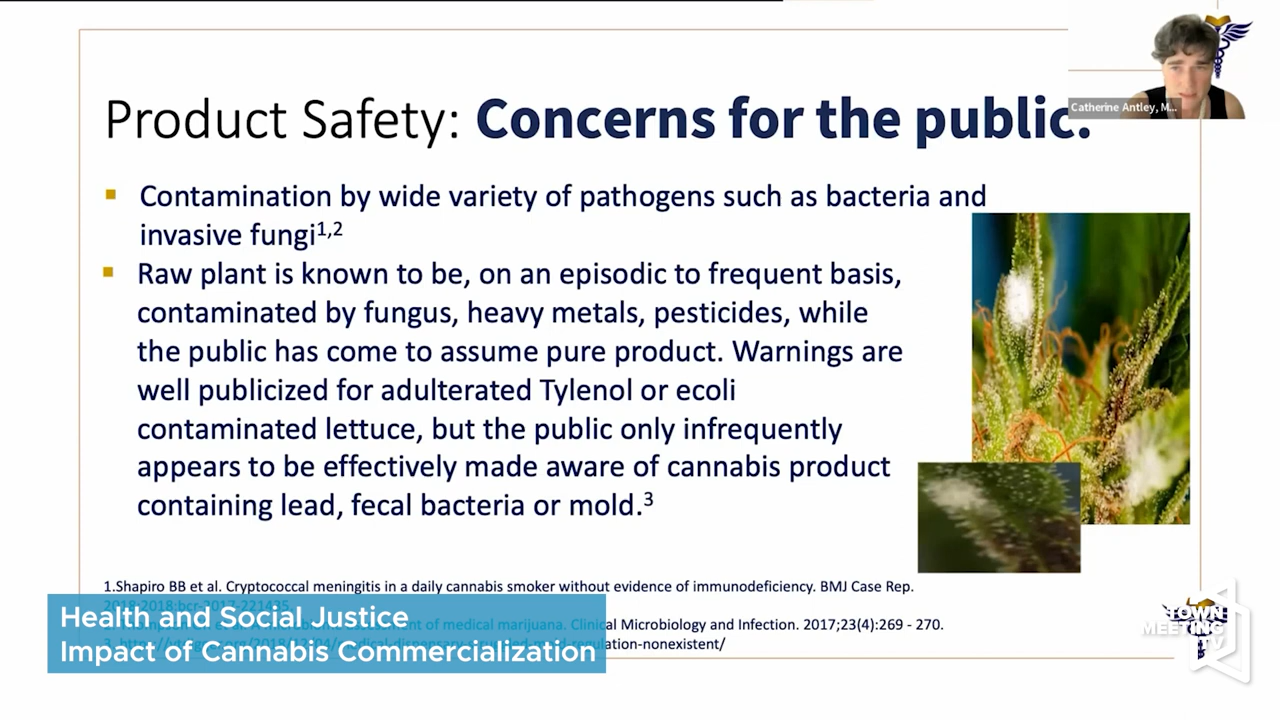 Product Safety: Concerns for the public.
Catherine Antley, M...
Contamination by wide variety of pathogens such as bacteria and
invasive fungi1,2
Raw plant is known to be, on an episodic to frequent basis,
contaminated by fungus, heavy metals, pesticides, while
the public has come to assume pure product. Warnings are
well publicized for adulterated Tylenol or ecoli
contaminated lettuce, but the public only infrequently
appears to be effectively made aware of cannabis product
containing lead, fecal bacteria or mold.3
1.Shapiro BB et al. Cryptococcal meningitis in a daily cannabis smoker without evidence of immunodeficiency. BMJ Case Rep.
of medical marijuana. Clinical Microbiology and Infection. 2017;23(4):269 - 270.
Health and Social Justice
Impact of Cannabis Commercialization
TOWN
MEETING
TV